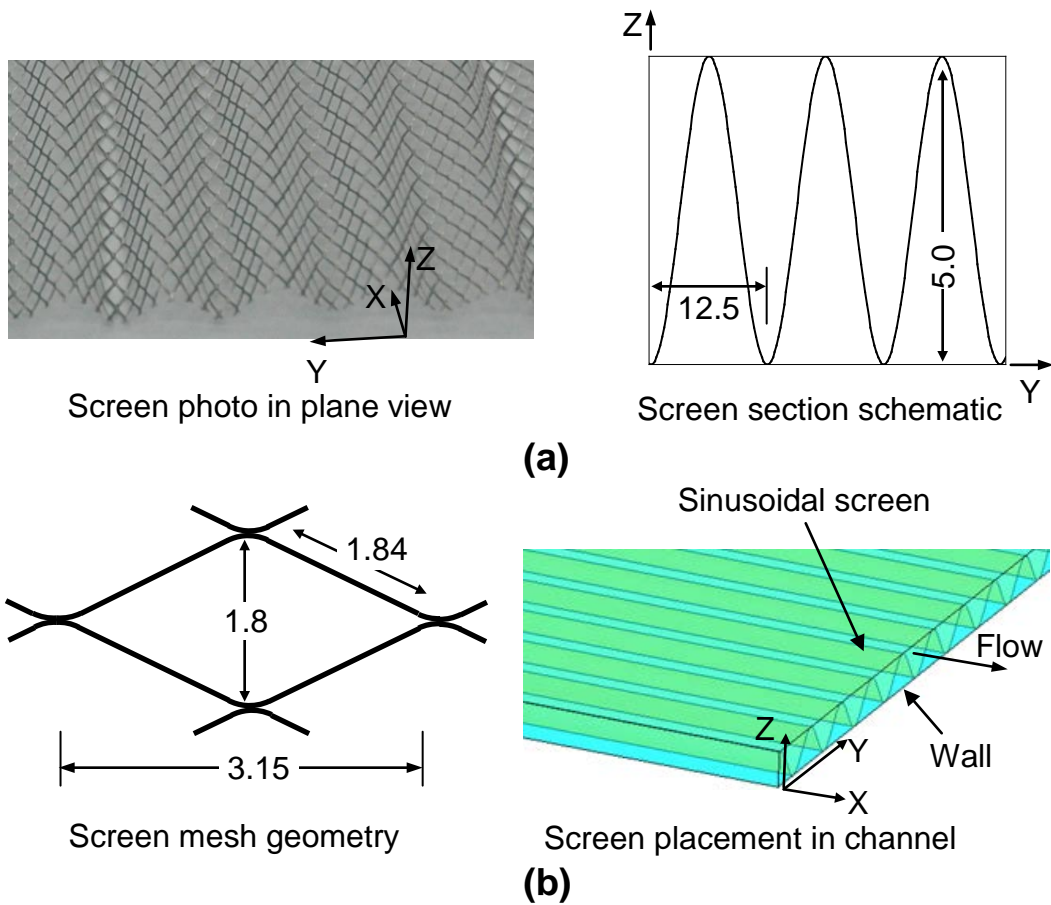 Z
X
Y
Screen photo in plane view
Z
12.5
5.0
Y
Screen section schematic
(a)
1.84
1.8
3.15
Screen mesh geometry
Sinusoidal screen
Flow
Z
Y
X
Wall
Screen placement in channel
(b)